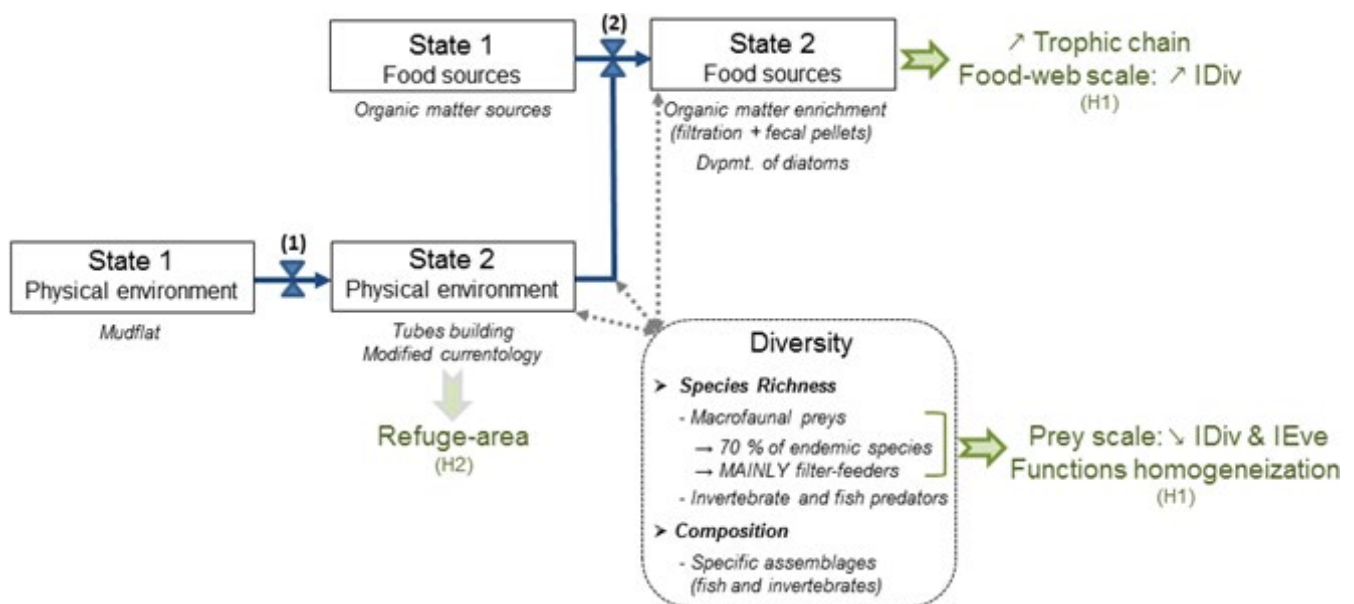 (2)
State 1
Food sources
Organic matter sources
State 2
Food sources
Organic matter enrichment
(filtration + fecal pellets)
Dvpmt. of diatoms
↗ Trophic chain
Food-web scale: ↗ IDiv
(H1)
(1)
State 1
Physical environment
Mudflat
State 2
Physical environment
Tubes building
Modified currentology
Refuge-area
(H2)
Diversity
➤ Species Richness
- Macrofaunal preys
→ 70 % of endemic species
→ MAINLY filter-feeders
- Invertebrate and fish predators
➤ Composition
- Specific assemblages
(fish and invertebrates)
Prey scale: ↘ IDiv & IEve
Functions homogeneization
(H1)